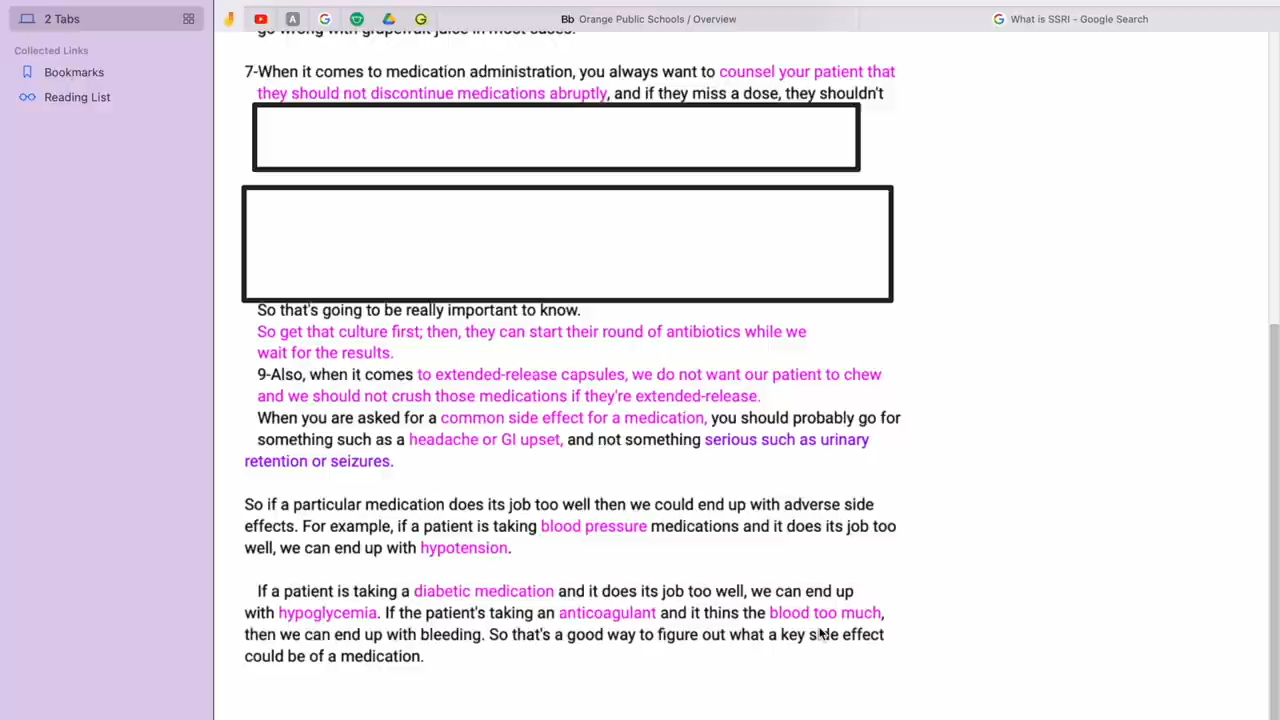 2 Tabs
Bb Orange Public Schools / Overview
What is SSRI - Google Search
Collected Links
Bookmarks
Reading List
go wrong with grapefruit juice in most cases.
7-When it comes to medication administration, you always want to counsel your patient that
they should not discontinue medications abruptly, and if they miss a dose, they shouldn't
So that's going to be really important to know.
So get that culture first; then, they can start their round of antibiotics while we
wait for the results.
9-Also, when it comes to extended-release capsules, we do not want our patient to chew
and we should not crush those medications if they're extended-release.
When you are asked for a common side effect for a medication, you should probably go for
something such as a headache or GI upset, and not something serious such as urinary
retention or seizures.
So if a particular medication does its job too well then we could end up with adverse side
effects. For example, if a patient is taking blood pressure medications and it does its job too
well, we can end up with hypotension.
If a patient is taking a diabetic medication and it does its job too well, we can end up
with hypoglycemia. If the patient's taking an anticoagulant and it thins the blood too much,
then we can end up with bleeding. So that's a good way to figure out what a key side effect
could be of a medication.